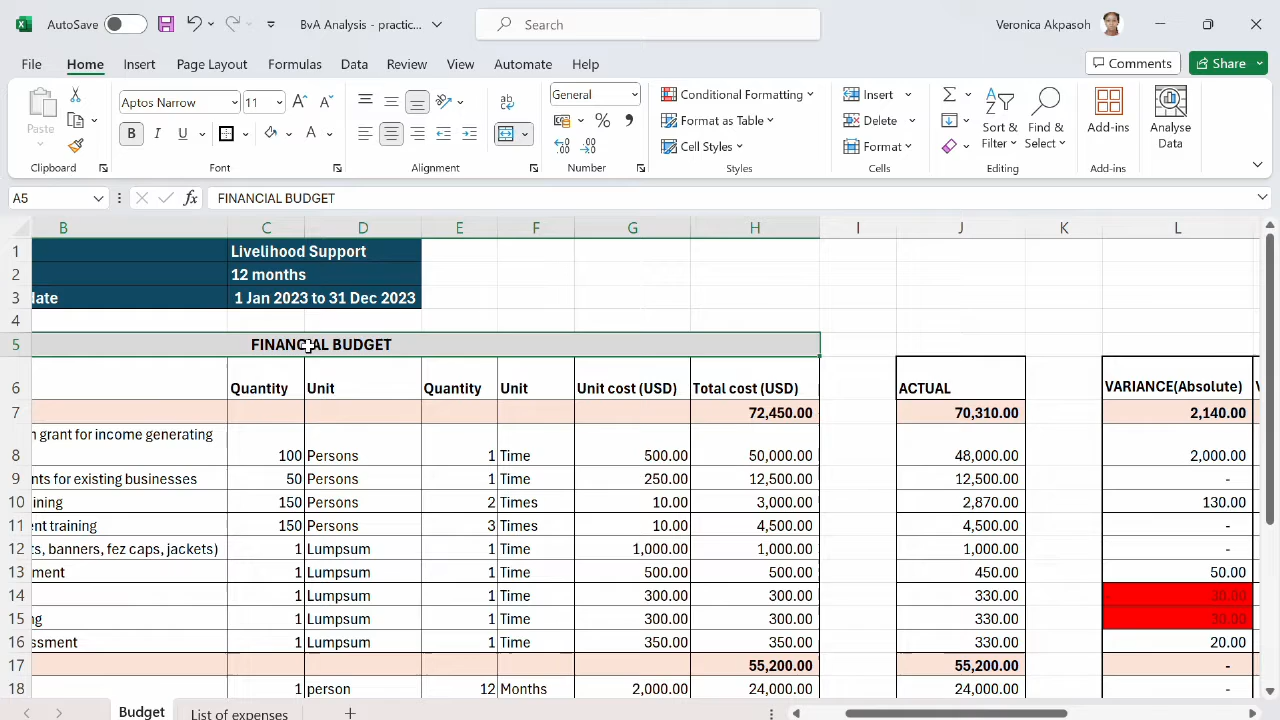 AutoSave
BvA Analysis - practic...
Search
Veronica Akpasoh
File Home Insert Page Layout Formulas Data Review View Automate Help
Comments
Share
Paste
Aptos Narrow 11
General
Conditional Formatting
Format as Table
Cell Styles
Insert
Delete
Format
Sort & Filter
Find & Select
Add-ins
Analyse Data
Clipboard Font Alignment Number Styles Cells Editing Add-ins
A5 fx FINANCIAL BUDGET
B C D E F G H I J K L
1 Livelihood Support
2 12 months
3 late 1 Jan 2023 to 31 Dec 2023
4
5 FINANCIAL BUDGET
6 Quantity Unit Quantity Unit Unit cost (USD) Total cost (USD) ACTUAL VARIANCE(Absolute) V
7 72,450.00 70,310.00 2,140.00
n grant for income generating
8 100 Persons 1 Time 500.00 50,000.00 48,000.00 2,000.00
9 nts for existing businesses 50 Persons 1 Time 250.00 12,500.00 12,500.00 -
10 ining 150 Persons 2 Times 10.00 3,000.00 2,870.00 130.00
11 ent training 150 Persons 3 Times 10.00 4,500.00 4,500.00 -
12 ts, banners, fez caps, jackets) 1 Lumpsum 1 Time 1,000.00 1,000.00 1,000.00 -
13 ment 1 Lumpsum 1 Time 500.00 500.00 450.00 50.00
14 1 Lumpsum 1 Time 300.00 300.00 330.00 - 30.00
15 ng 1 Lumpsum 1 Time 300.00 300.00 330.00 - 30.00
16 ssment 1 Lumpsum 1 Time 350.00 350.00 330.00 20.00
17 55,200.00 55,200.00 -
18 1 person 12 Months 2,000.00 24,000.00 24,000.00 -
Budget List of expenses